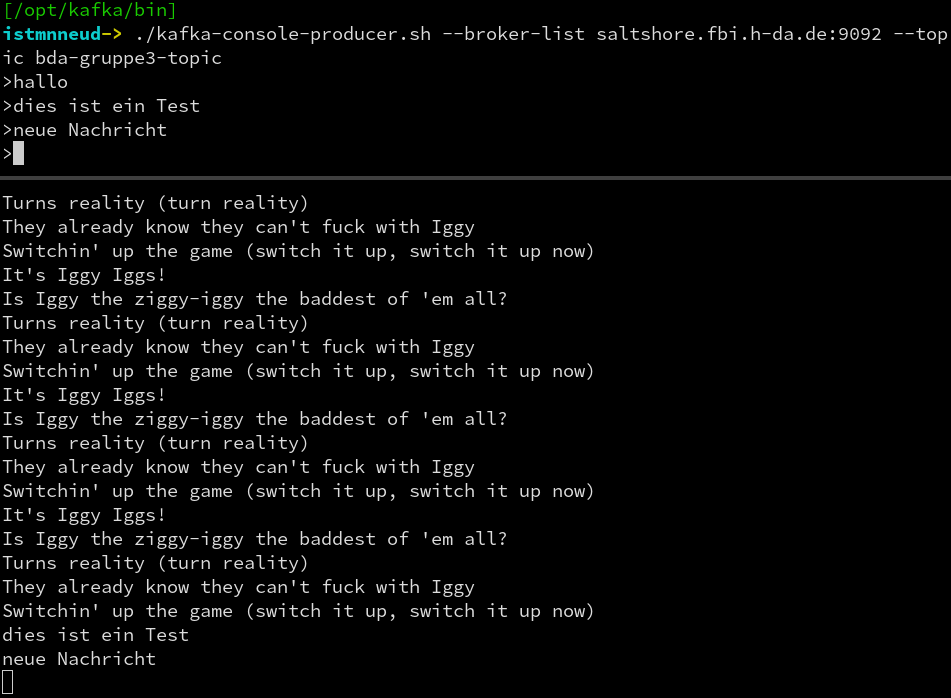 [/opt/kafka/bin]
istmnneud-> ./kafka-console-producer.sh --broker-list saltshore.fbi.h-da.de:9092 --top
ic bda-gruppe3-topic
>hallo
>dies ist ein Test
>neue Nachricht
>
Turns reality (turn reality)
They already know they can't fuck with Iggy
Switchin' up the game (switch it up, switch it up now)
It's Iggy Iggs!
Is Iggy the ziggy-iggy the baddest of 'em all?
Turns reality (turn reality)
They already know they can't fuck with Iggy
Switchin' up the game (switch it up, switch it up now)
It's Iggy Iggs!
Is Iggy the ziggy-iggy the baddest of 'em all?
Turns reality (turn reality)
They already know they can't fuck with Iggy
Switchin' up the game (switch it up, switch it up now)
It's Iggy Iggs!
Is Iggy the ziggy-iggy the baddest of 'em all?
Turns reality (turn reality)
They already know they can't fuck with Iggy
Switchin' up the game (switch it up, switch it up now)
dies ist ein Test
neue Nachricht